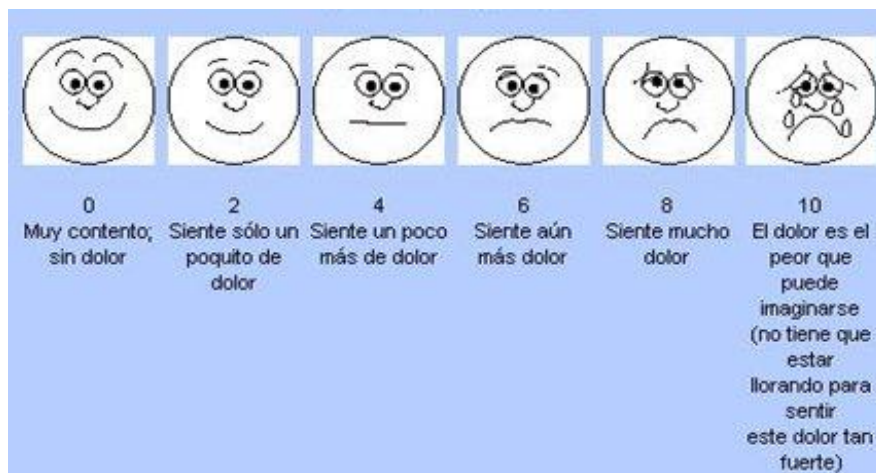 0
Muy contento;
sin dolor
2
Siente sólo un
poquito de
dolor
4
Siente un poco
más de dolor
6
Siente aún
más dolor
8
Siente mucho
dolor
10
El dolor es el
peor que
puede
imaginarse
(no tiene que
estar
llorando para
sentir
este dolor tan
fuerte)